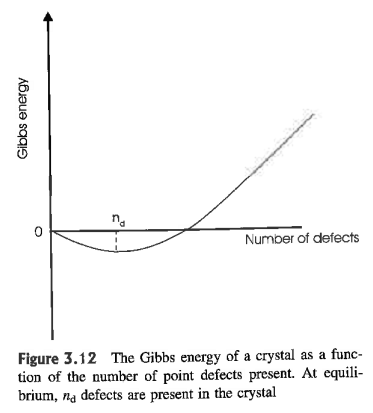 Gibbs energy
n_d
0
Number of defects
Figure 3.12 The Gibbs energy of a crystal as a func-
tion of the number of point defects present. At equili-
brium, n_d defects are present in the crystal